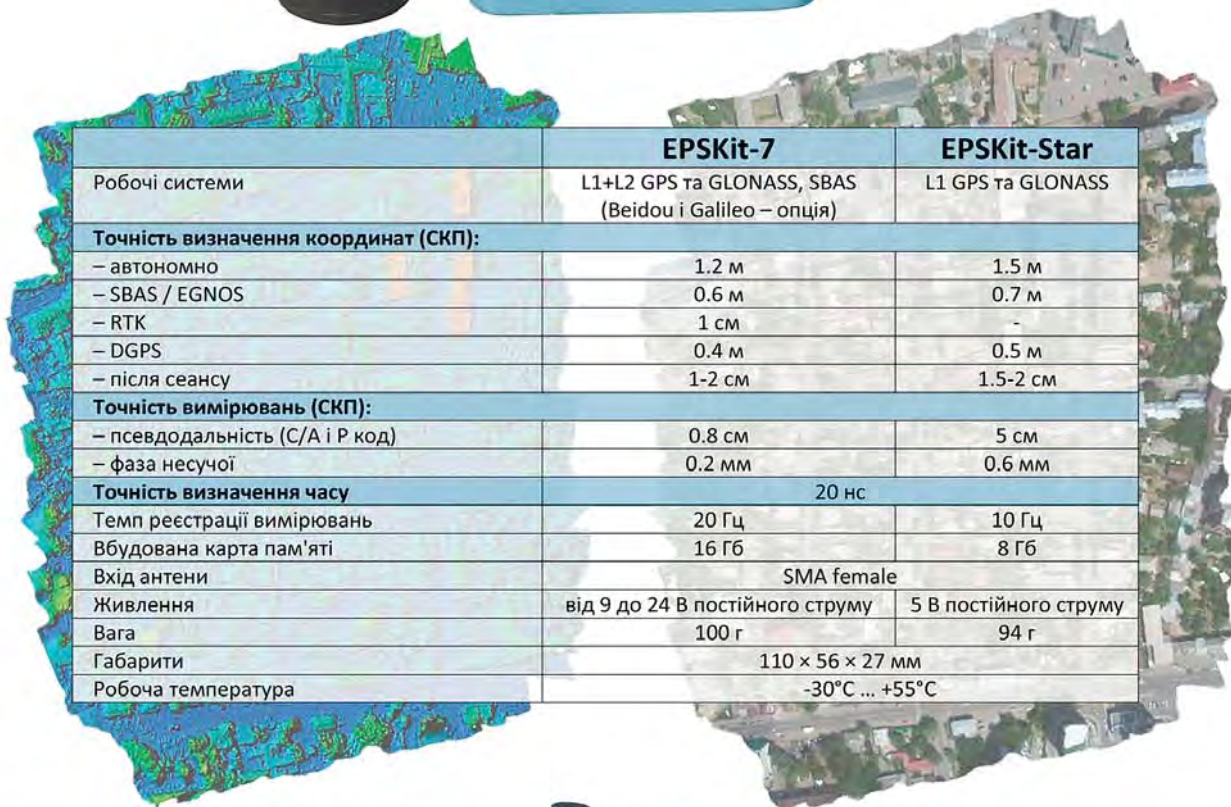 EPSKit-7 EPSKit-Star
Робочі системи L1+L2 GPS та GLONASS, SBAS L1 GPS та GLONASS
(Beidou і Galileo – опція)
Точність визначення координат (СКП):
– автономно 1.2 м 1.5 м
– SBAS / EGNOS 0.6 м 0.7 м
– RTK 1 см -
– DGPS 0.4 м 0.5 м
– після сеансу 1-2 см 1.5-2 см
Точність вимірювань (СКП):
– псевдодальність (С/А і Р код) 0.8 см 5 см
– фаза несучої 0.2 мм 0.6 мм
Точність визначення часу 20 нс
Темп реєстрації вимірювань 20 Гц 10 Гц
Вбудована карта пам'яті 16 Гб 8 Гб
Вхід антени SMA female
Живлення від 9 до 24 В постійного струму 5 В постійного струму
Вага 100 г 94 г
Габарити 110 × 56 × 27 мм
Робоча температура -30°C ... +55°C